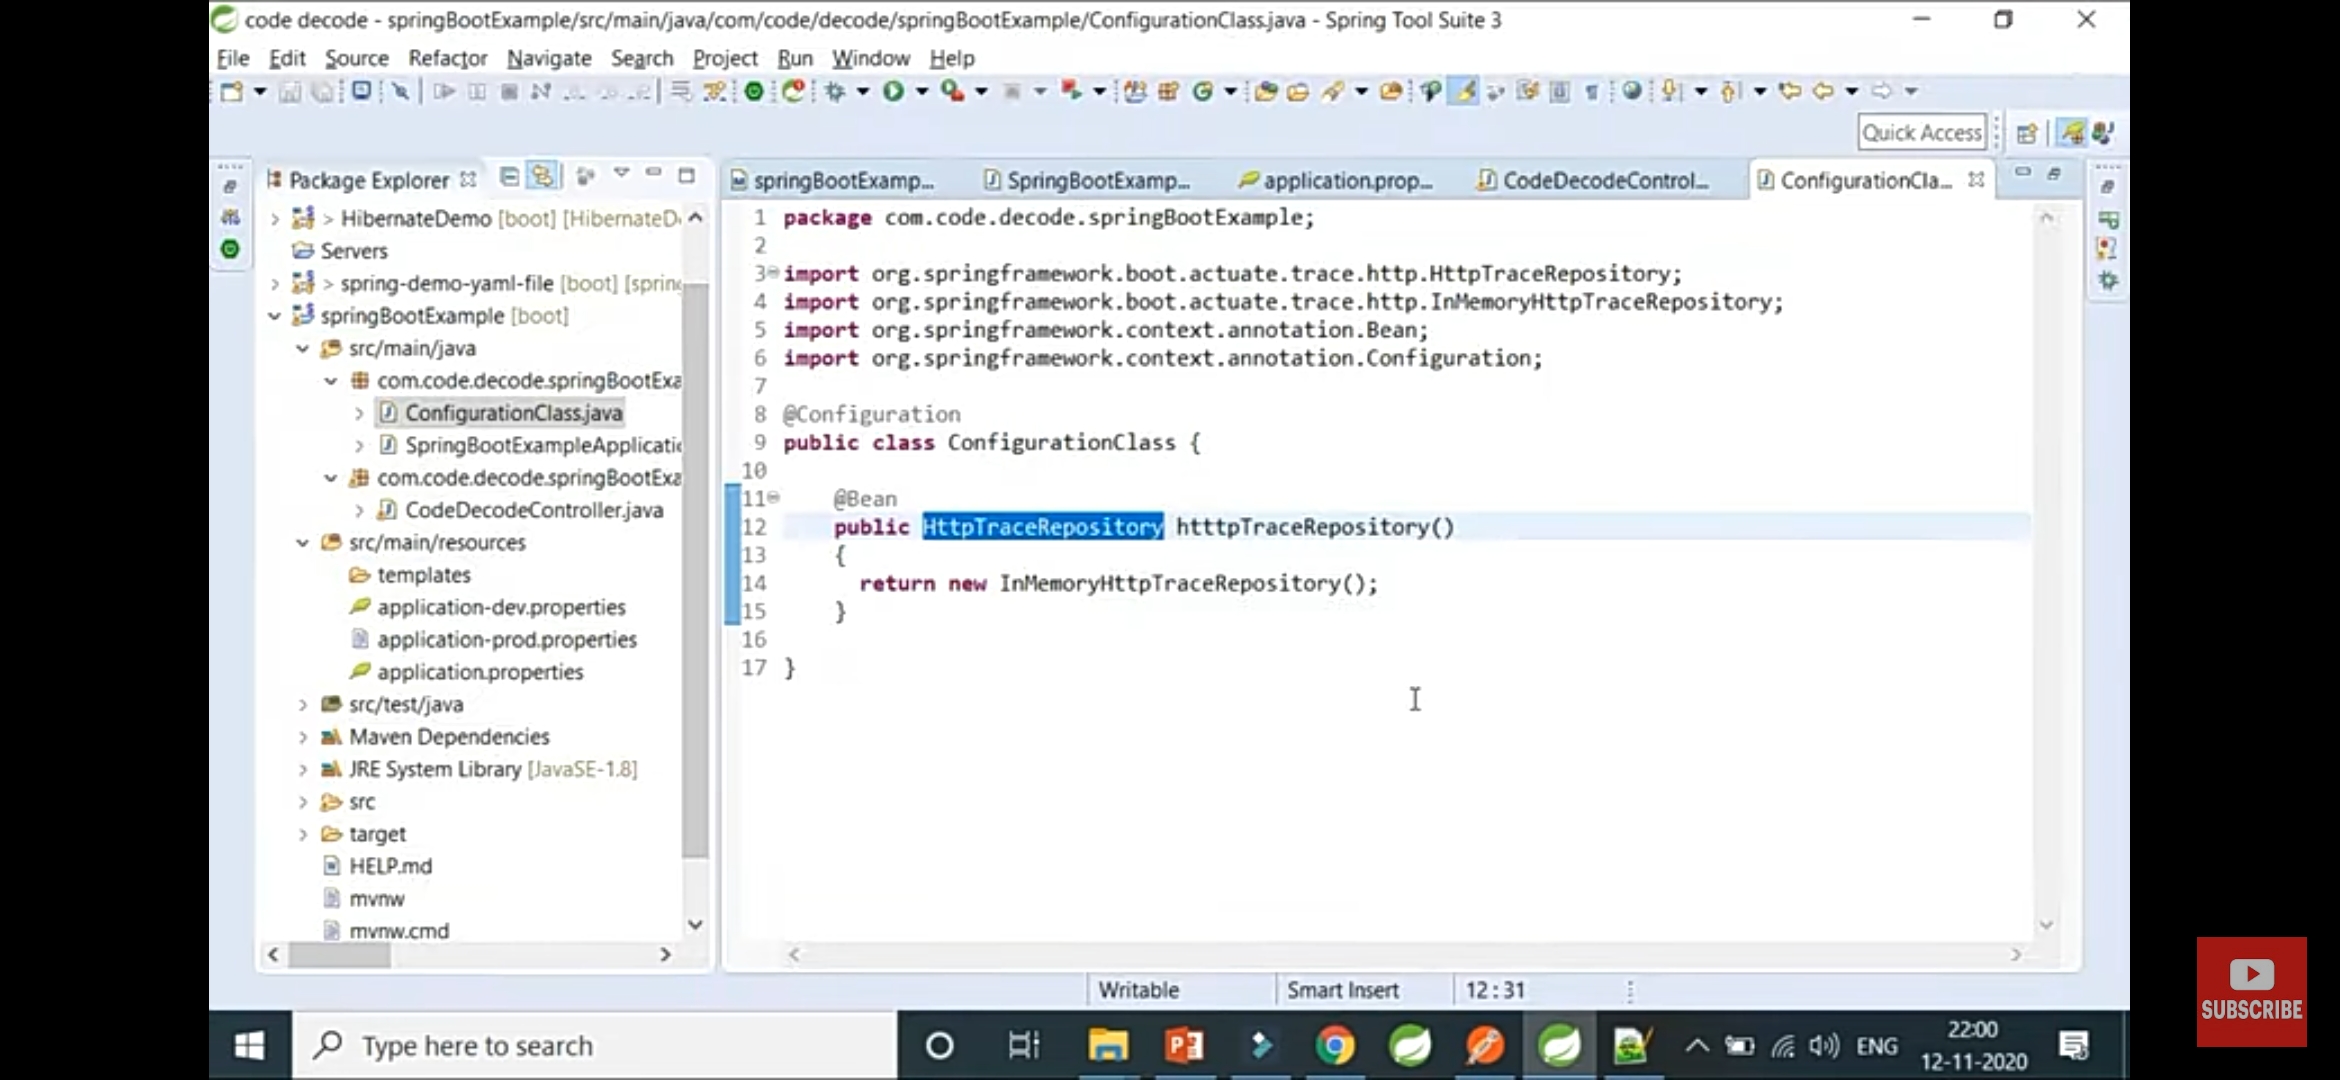 code decode - springBootExample/src/main/java/com/code/decode/springBootExample/ConfigurationClass.java - Spring Tool Suite 3
File Edit Source Refactor Navigate Search Project Run Window Help
Quick Access
Package Explorer
> HibernateDemo [boot] [HibernateD
Servers
> spring-demo-yaml-file [boot] [spring
springBootExample [boot]
src/main/java
com.code.decode.springBootExa
ConfigurationClass.java
SpringBootExampleApplicatic
com.code.decode.springBootExa
CodeDecodeController.java
src/main/resources
templates
application-dev.properties
application-prod.properties
application.properties
src/test/java
Maven Dependencies
JRE System Library [JavaSE-1.8]
src
target
HELP.md
mvnw
mvnw.cmd
springBootExamp... SpringBootExamp... application.prop... CodeDecodeControl... ConfigurationCla...
1 package com.code.decode.springBootExample;
2
3 import org.springframework.boot.actuate.trace.http.HttpTraceRepository;
4 import org.springframework.boot.actuate.trace.http.InMemoryHttpTraceRepository;
5 import org.springframework.context.annotation.Bean;
6 import org.springframework.context.annotation.Configuration;
7
8 @Configuration
9 public class ConfigurationClass {
10
11 @Bean
12 public HttpTraceRepository htttpTraceRepository()
13 {
14 return new InMemoryHttpTraceRepository();
15 }
16
17 }
Writable Smart Insert 12 : 31
Type here to search
ENG
22:00
12-11-2020
SUBSCRIBE